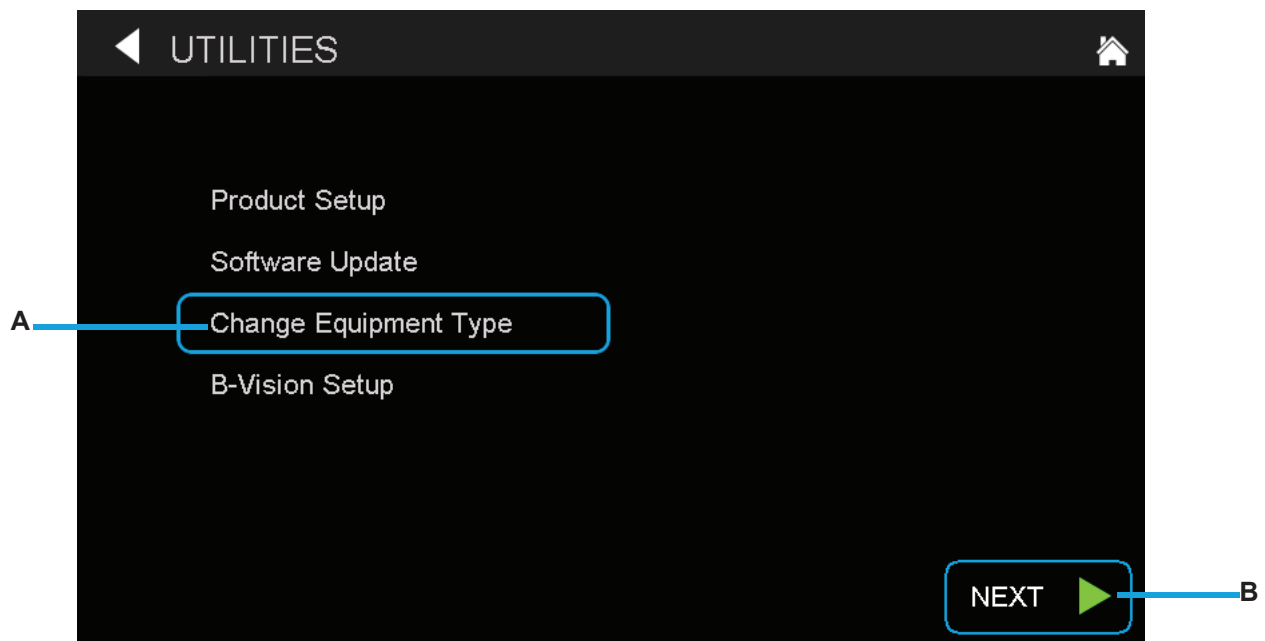 UTILITIES
Product Setup
Software Update
A
Change Equipment Type
B-Vision Setup
NEXT
B